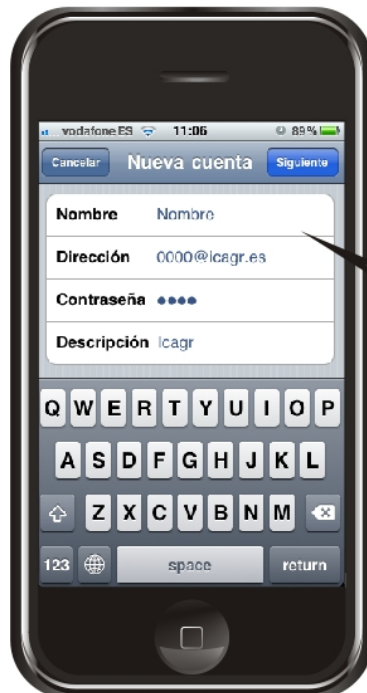 vodafone ES 11:06 89%
Cancelar Nueva cuenta Siguiente
Nombre Nombre
Dirección 0000@icagr.es
Contraseña ●●●●
Descripción Icagr
Q W E R T Y U I O P
A S D F G H J K L
Z X C V B N M
123 space return